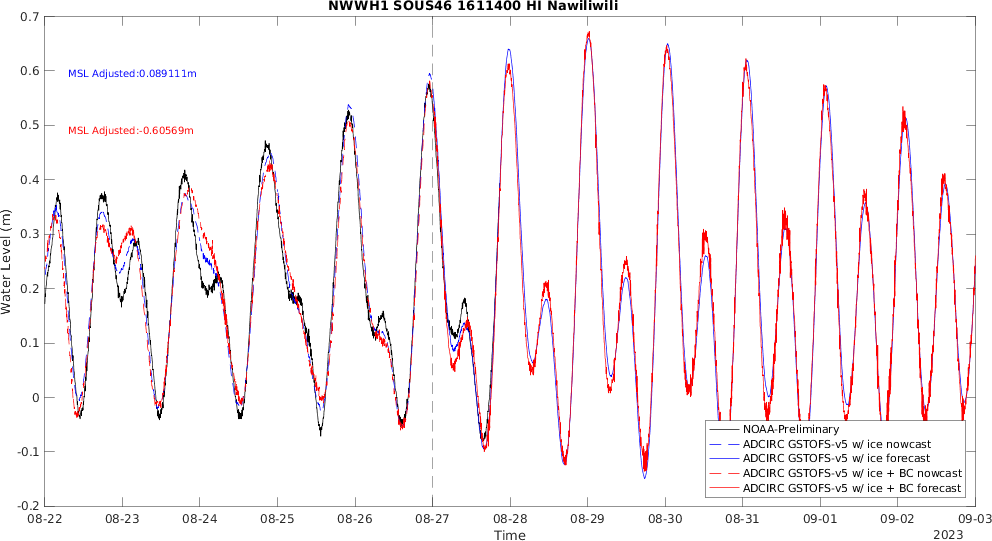 NWWH1 SOUS46 1611400 HI Nawiliwili
0.7
0.6
0.5
0.4
0.3
0.2
0.1
0
-0.1
-0.2
Water Level (m)
MSL Adjusted:0.089111m
MSL Adjusted:-0.60569m
NOAA-Preliminary
ADCIRC GSTOFS-v5 w/ ice nowcast
ADCIRC GSTOFS-v5 w/ ice forecast
ADCIRC GSTOFS-v5 w/ ice + BC nowcast
ADCIRC GSTOFS-v5 w/ ice + BC forecast
08-22 08-23 08-24 08-25 08-26 08-27 08-28 08-29 08-30 08-31 09-01 09-02 09-03
Time
2023